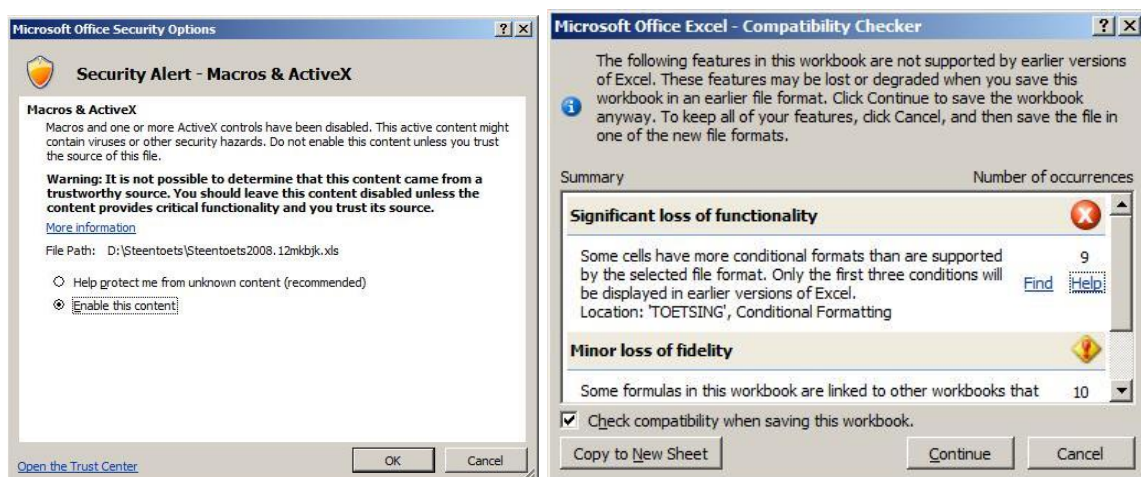 Microsoft Office Security Options
Security Alert - Macros & ActiveX
Macros & ActiveX
Macros and one or more ActiveX controls have been disabled. This active content might
contain viruses or other security hazards. Do not enable this content unless you trust
the source of this file.
Warning: It is not possible to determine that this content came from a
trustworthy source. You should leave this content disabled unless the
content provides critical functionality and you trust its source.
More information
File Path: D:\Steentoets\Steentoets2008.12mkbjk.xls
Help protect me from unknown content (recommended)
Enable this content
Open the Trust Center
OK
Cancel
Microsoft Office Excel - Compatibility Checker
The following features in this workbook are not supported by earlier versions
of Excel. These features may be lost or degraded when you save this
workbook in an earlier file format. Click Continue to save the workbook
anyway. To keep all of your features, click Cancel, and then save the file in
one of the new file formats.
Summary
Number of occurrences
Significant loss of functionality
Some cells have more conditional formats than are supported
by the selected file format. Only the first three conditions will
be displayed in earlier versions of Excel.
Location: 'TOETSING', Conditional Formatting
9
Find Help
Minor loss of fidelity
Some formulas in this workbook are linked to other workbooks that
10
Check compatibility when saving this workbook.
Copy to New Sheet
Continue
Cancel